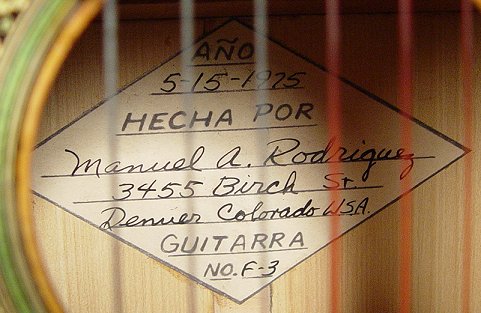 AÑO
5-15-1975
HECHA POR
Manuel A. Rodriguez
3455 Birch St.
Denver Colorado USA.
GUITARRA
NO. F-3